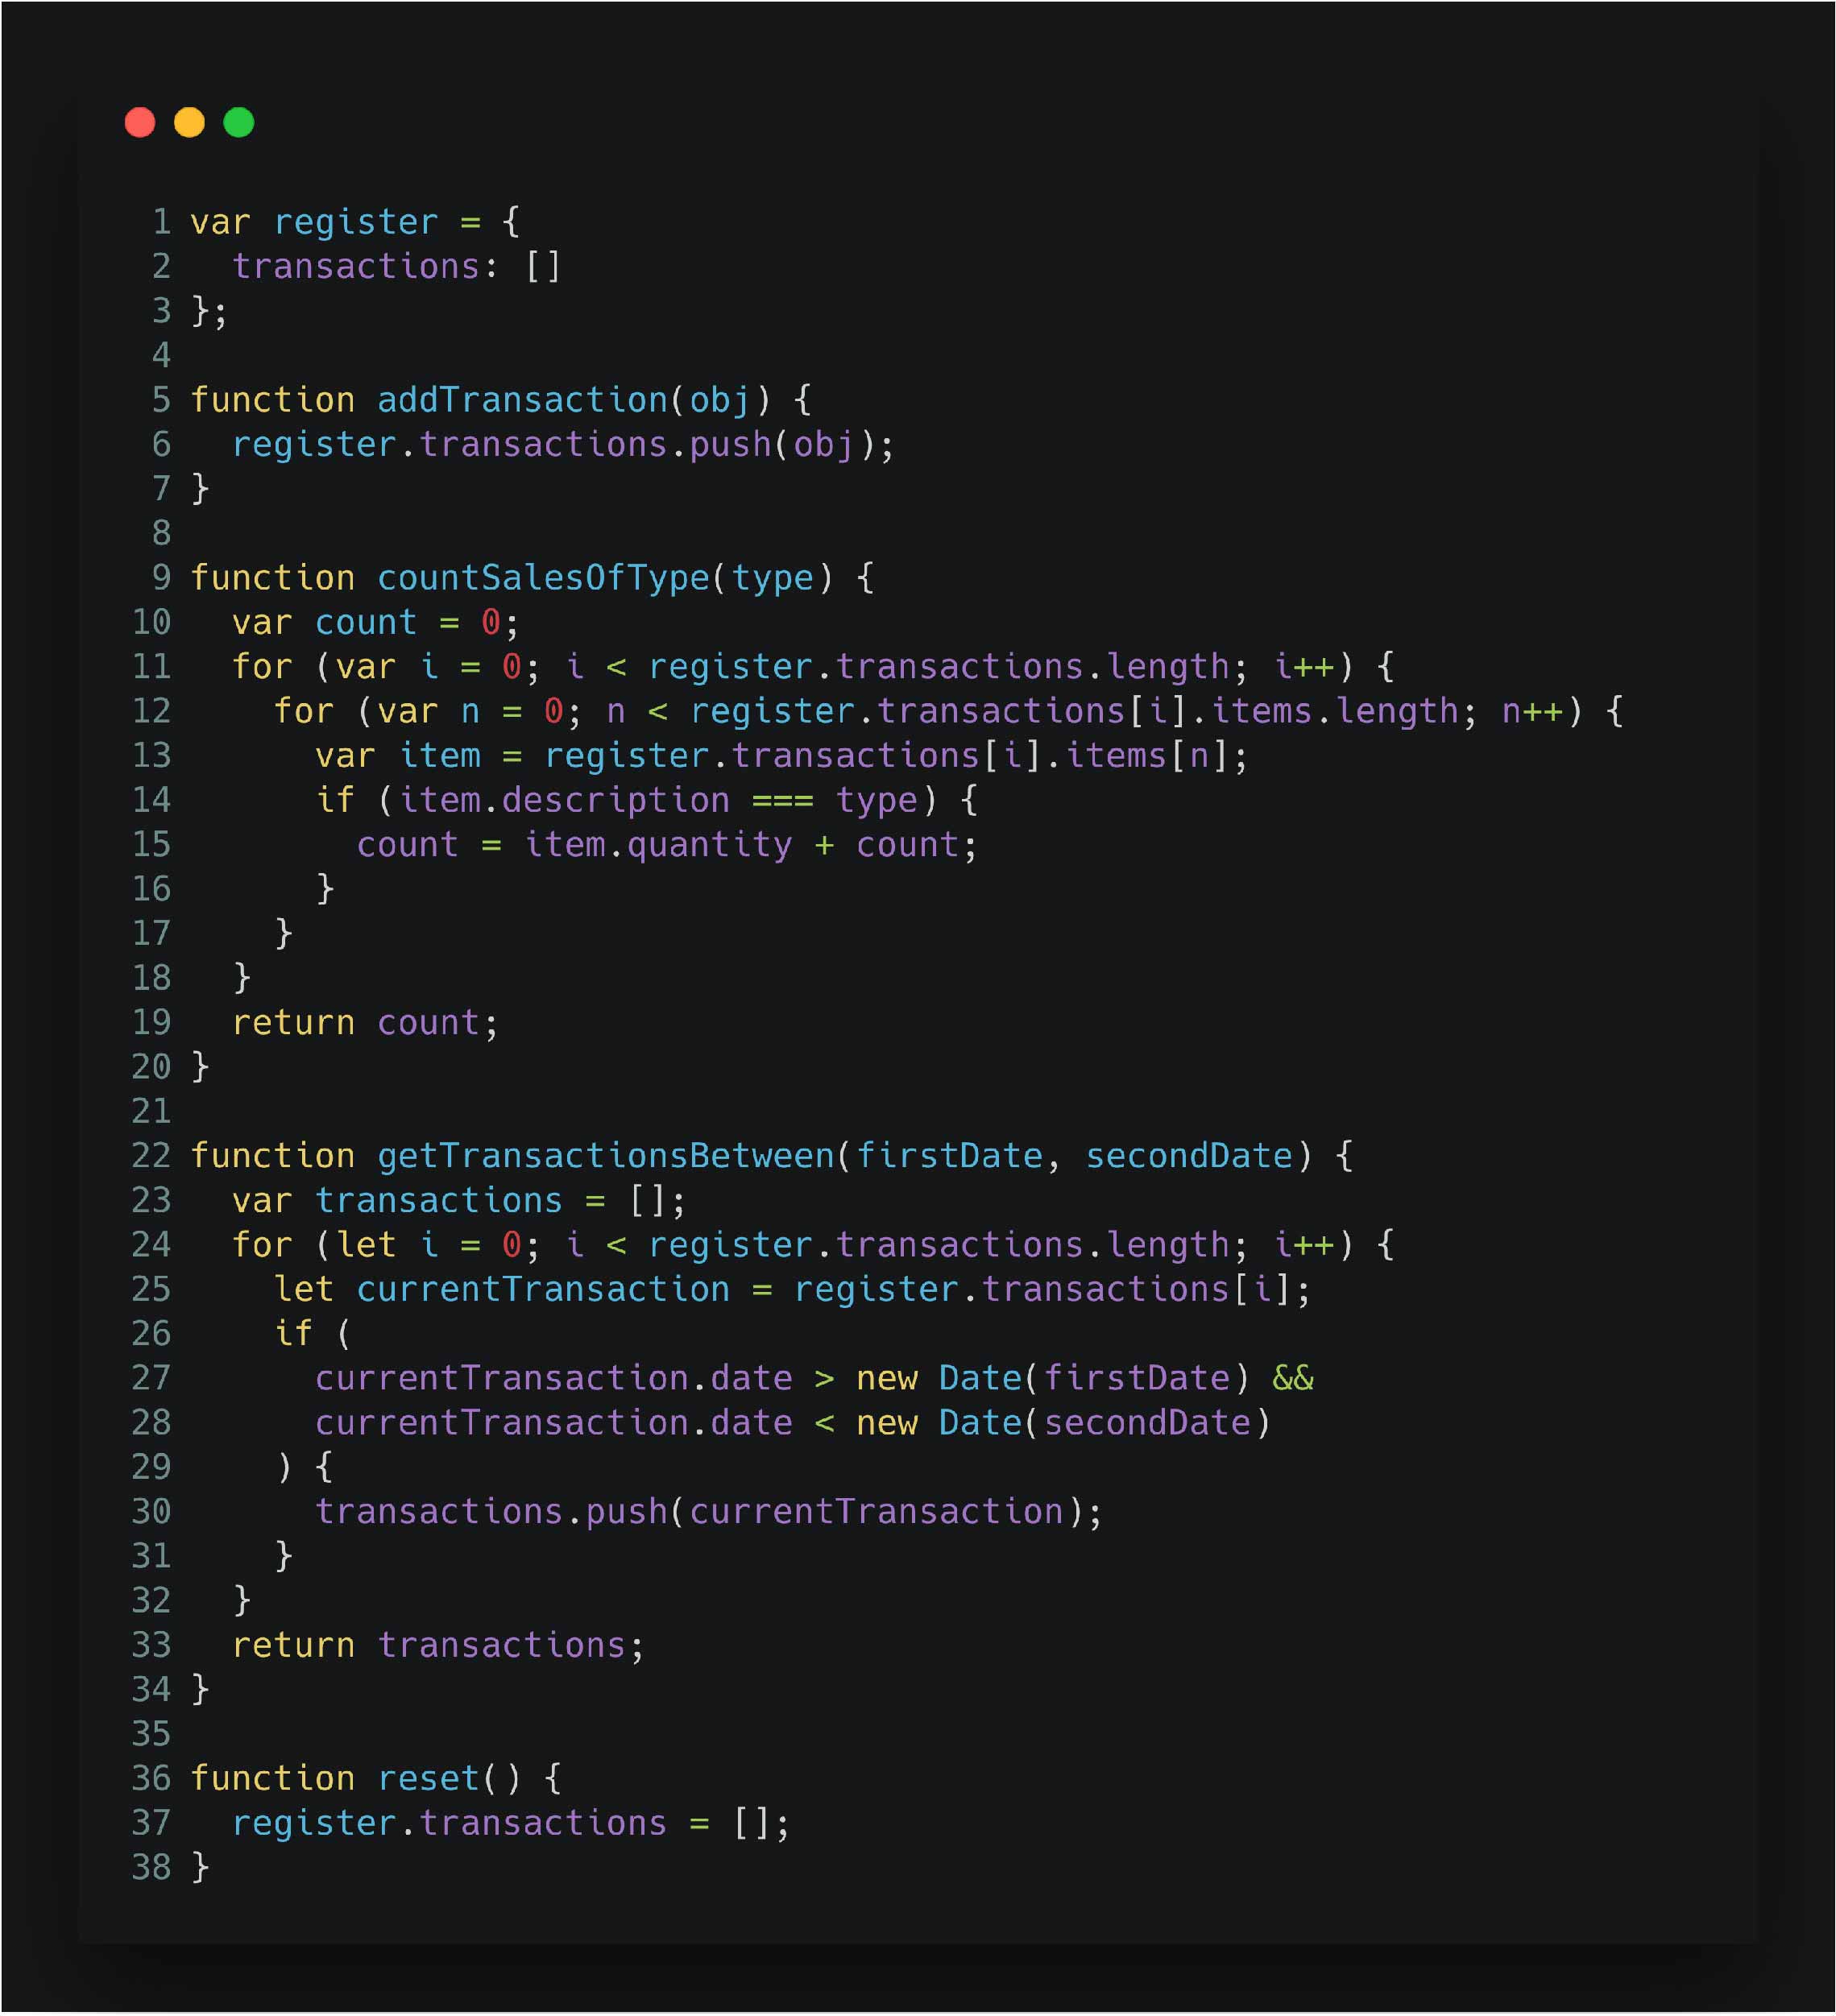 1 var register = {
2   transactions: []
3 };
4
5 function addTransaction(obj) {
6   register.transactions.push(obj);
7 }
8
9 function countSalesOfType(type) {
10   var count = 0;
11   for (var i = 0; i < register.transactions.length; i++) {
12     for (var n = 0; n < register.transactions[i].items.length; n++) {
13       var item = register.transactions[i].items[n];
14       if (item.description === type) {
15         count = item.quantity + count;
16       }
17     }
18   }
19   return count;
20 }
21
22 function getTransactionsBetween(firstDate, secondDate) {
23   var transactions = [];
24   for (let i = 0; i < register.transactions.length; i++) {
25     let currentTransaction = register.transactions[i];
26     if (
27       currentTransaction.date > new Date(firstDate) &&
28       currentTransaction.date < new Date(secondDate)
29     ) {
30       transactions.push(currentTransaction);
31     }
32   }
33   return transactions;
34 }
35
36 function reset() {
37   register.transactions = [];
38 }